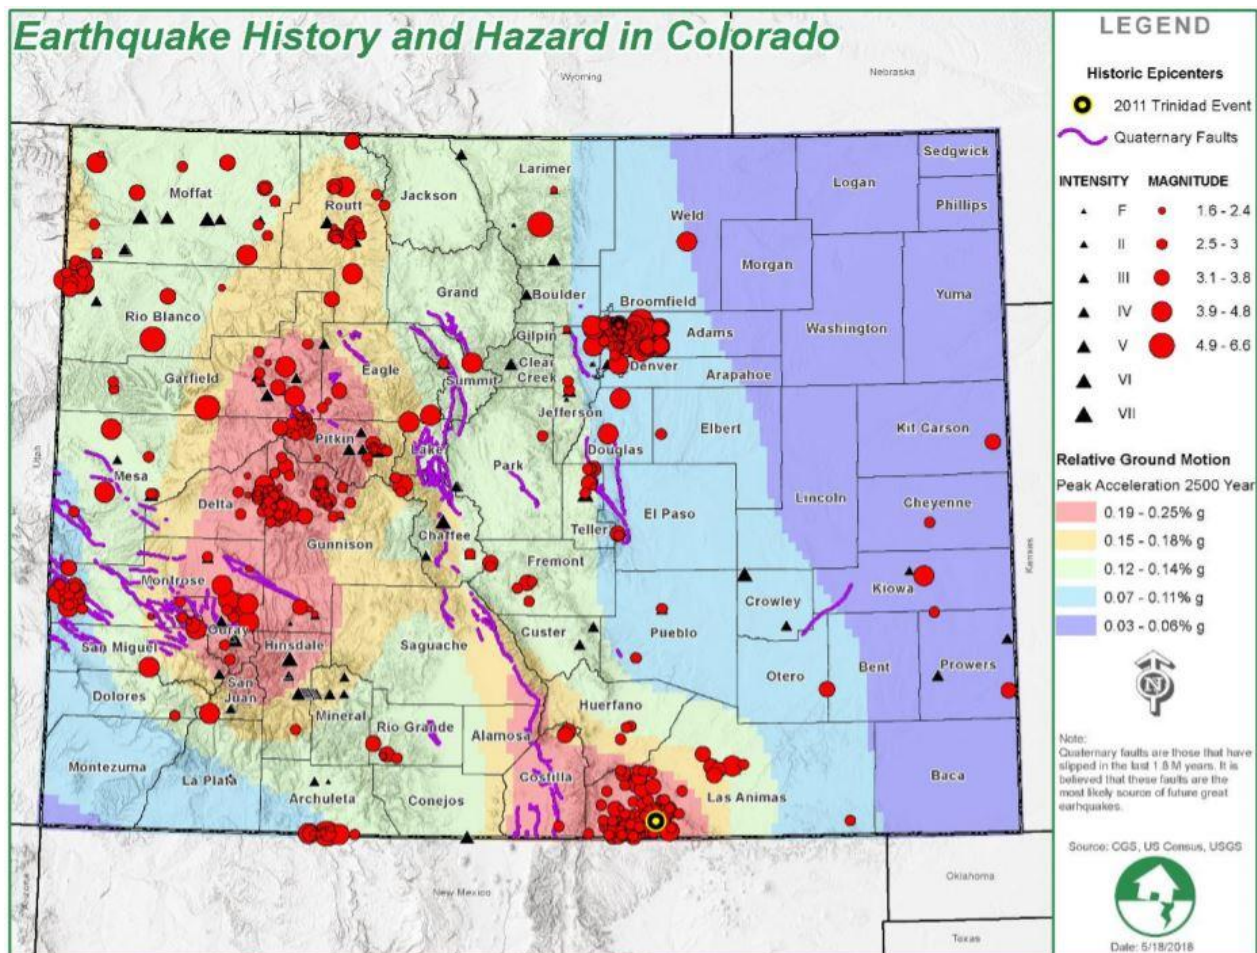 Earthquake History and Hazard in Colorado
Wyoming
Nebraska
Sedgwick
Larimer
Logan
Moffat
Jackson
Routt
Phillips
Weld
Morgan
Grand
Boulder
Yuma
Broomfield
Rio Blanco
Washington
Gilpin
Adams
Eagle
Clear
Creek
Denver
Garfield
Summit
Arapahoe
Jefferson
Pitkin
Lake
Douglas
Elbert
Kit Carson
Utah
Mesa
Park
Delta
Lincoln
Cheyenne
El Paso
Teller
Chaffee
Gunnison
Fremont
Kansas
Montrose
Kiowa
Crowley
Ouray
Custer
Pueblo
San Miguel
Hinsdale
Saguache
Otero
Bent
Prowers
San
Juan
Dolores
Mineral
Huerfano
Rio Grande
Alamosa
Montezuma
La Plata
Costilla
Baca
Archuleta
Conejos
Las Animas
Arizona
New Mexico
Oklahoma
Texas
LEGEND
Historic Epicenters
2011 Trinidad Event
Quaternary Faults
INTENSITY MAGNITUDE
F 1.6 - 2.4
II 2.5 - 3
III 3.1 - 3.8
IV 3.9 - 4.8
V 4.9 - 6.6
VI
VII
Relative Ground Motion
Peak Acceleration 2500 Year
0.19 - 0.25% g
0.15 - 0.18% g
0.12 - 0.14% g
0.07 - 0.11% g
0.03 - 0.06% g
N
Note:
Quaternary faults are those that have
slipped in the last 1.8 M years. It is
believed that these faults are the
most likely source of future great
earhquakes.
Source: CGS, US Census, USGS
Date: 5/18/2018